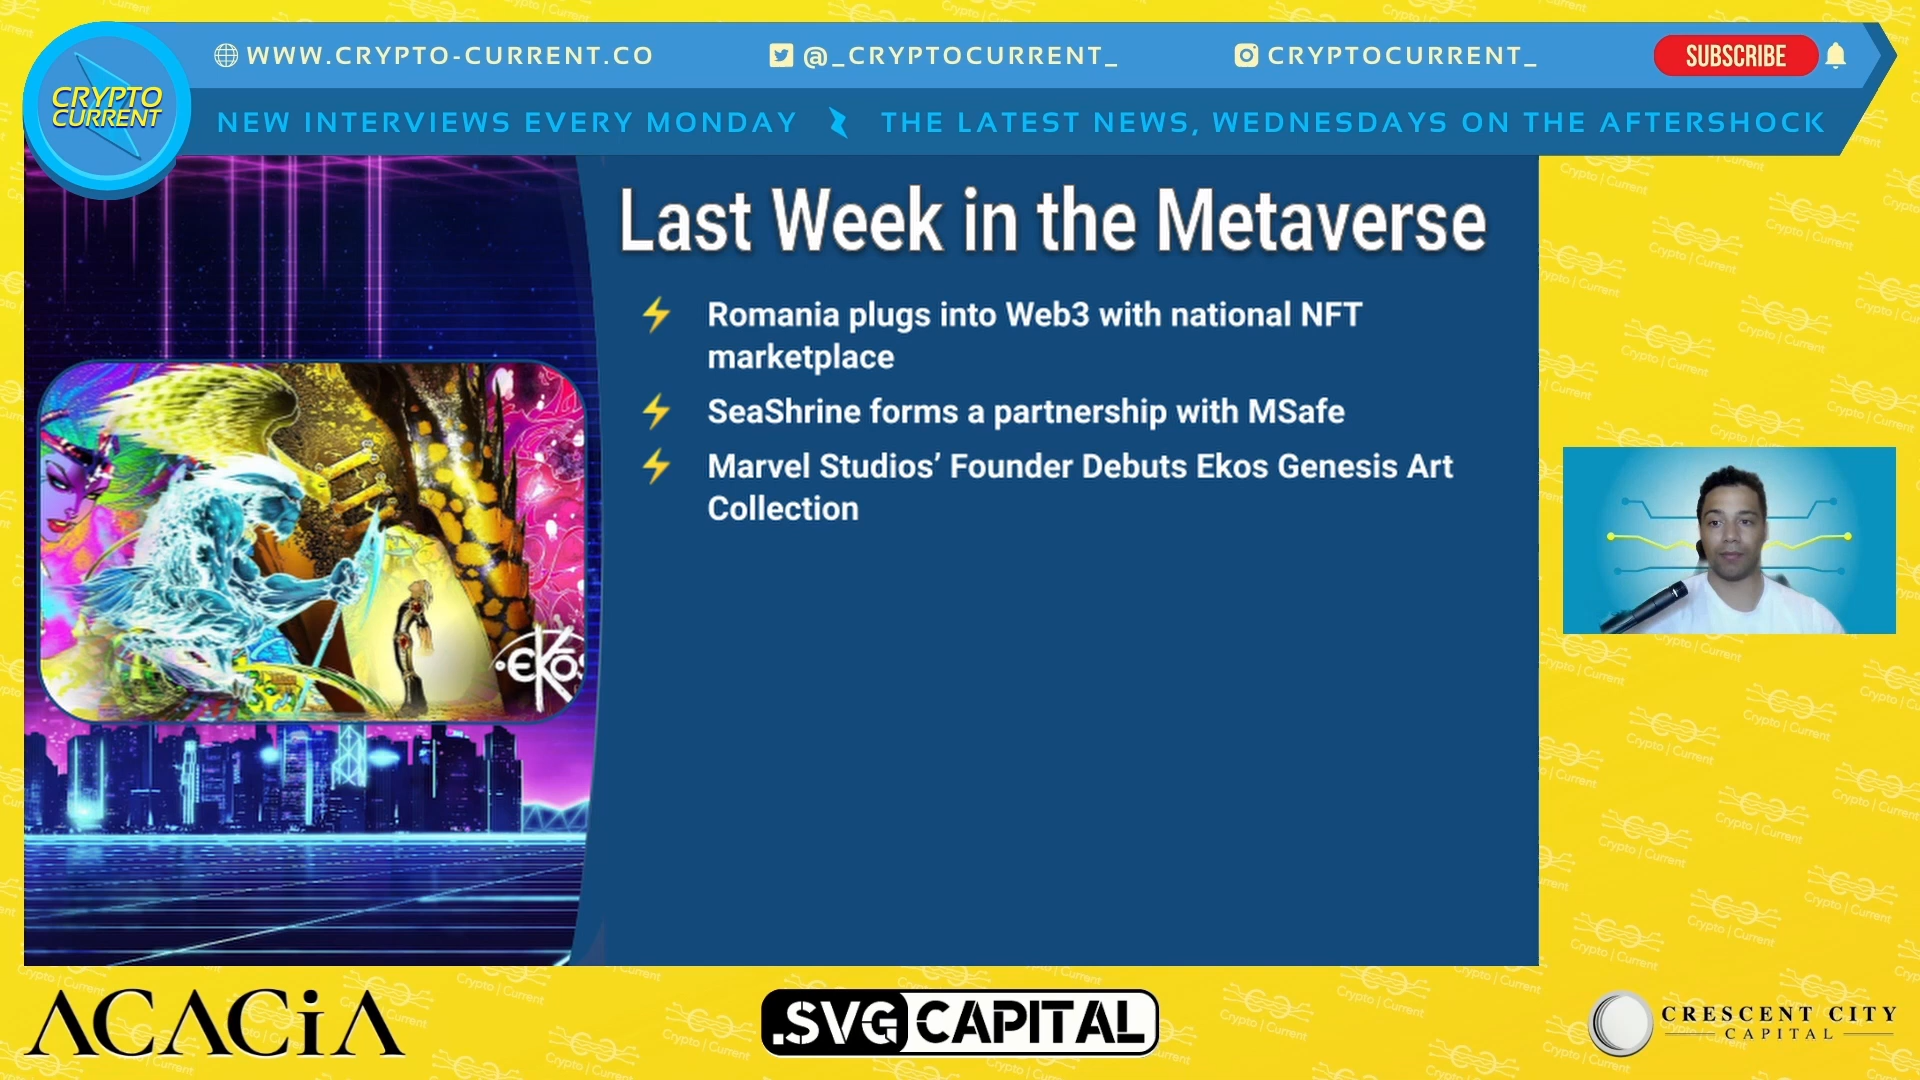 WWW.CRYPTO-CURRENT.CO
@_CRYPTOCURRENT_
CRYPTOCURRENT_
SUBSCRIBE
CRYPTO
CURRENT
NEW INTERVIEWS EVERY MONDAY
THE LATEST NEWS, WEDNESDAYS ON THE AFTERSHOCK
Last Week in the Metaverse
Romania plugs into Web3 with national NFT
marketplace
SeaShrine forms a partnership with MSafe
Marvel Studios’ Founder Debuts Ekos Genesis Art
Collection
EKOS
ACACiA
.SVG CAPITAL
CRESCENT CITY
CAPITAL
Crypto | Current